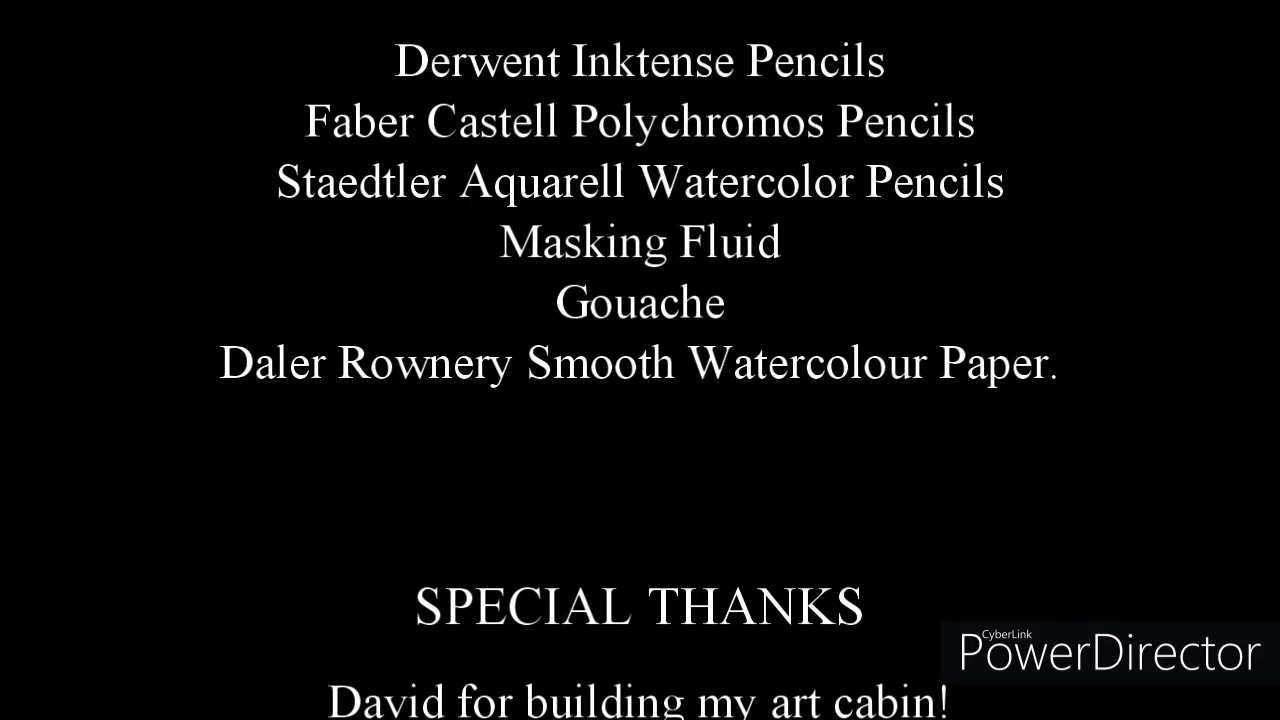 Derwent Inktense Pencils
Faber Castell Polychromos Pencils
Staedtler Aquarell Watercolor Pencils
Masking Fluid
Gouache
Daler Rownery Smooth Watercolour Paper.
SPECIAL THANKS
CyberLink
PowerDirector
David for building my art cabin!